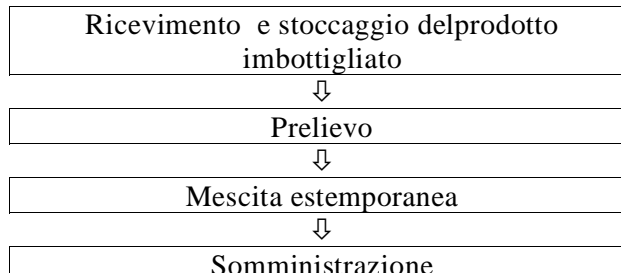 Ricevimento e stoccaggio delprodotto
imbottigliato
⇩
Prelievo
⇩
Mescita estemporanea
⇩
Somministrazione